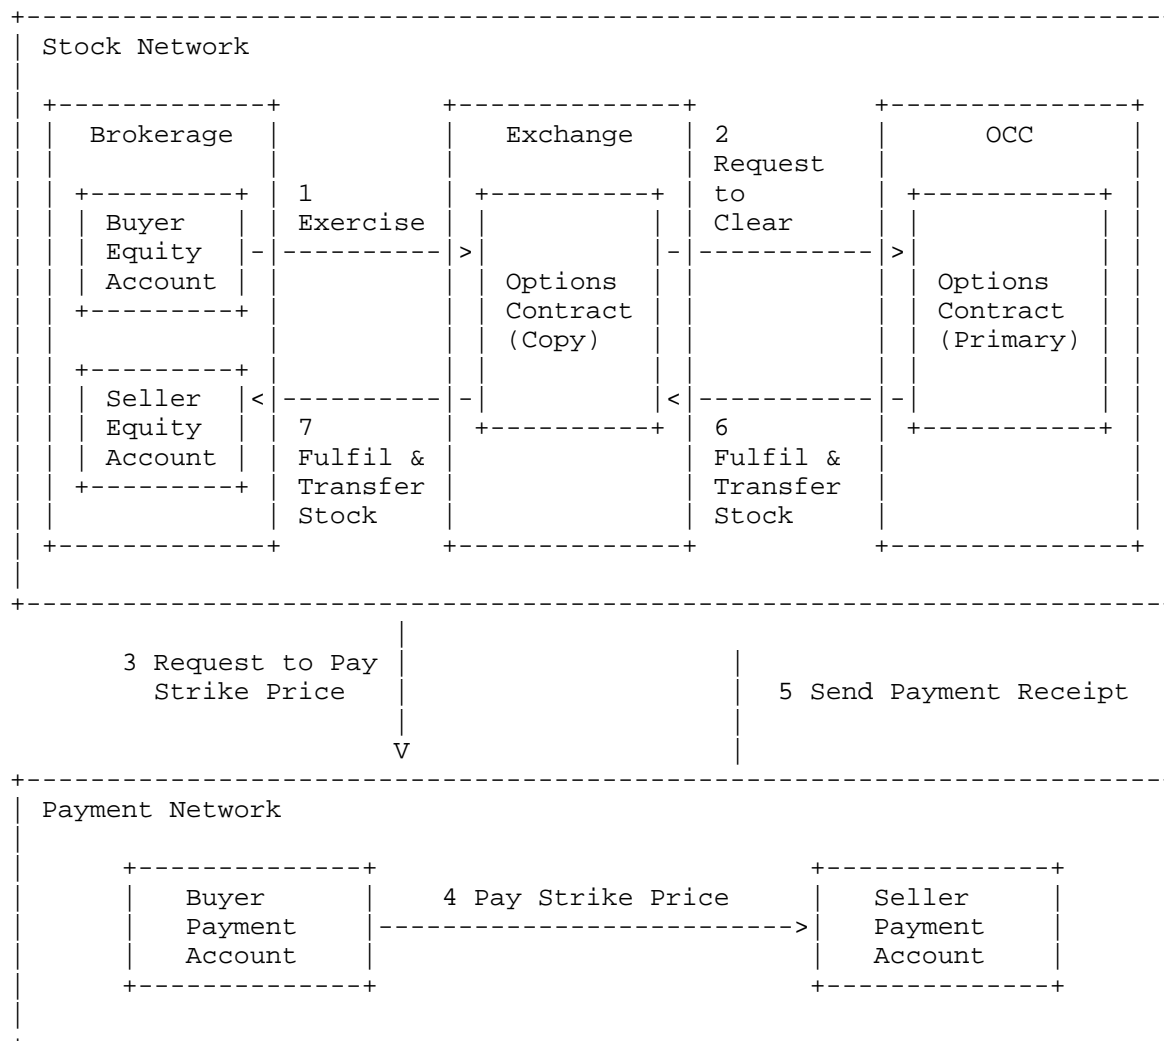 Stock Network
Brokerage
Exchange
2
OCC
Request
1
to
Buyer
Exercise
Clear
Equity
Account
Options
Options
Contract
Contract
(Copy)
(Primary)
Seller
Equity
7
6
Account
Fulfil &
Fulfil &
Transfer
Transfer
Stock
Stock
3 Request to Pay
Strike Price
5 Send Payment Receipt
Payment Network
Buyer
4 Pay Strike Price
Seller
Payment
Payment
Account
Account